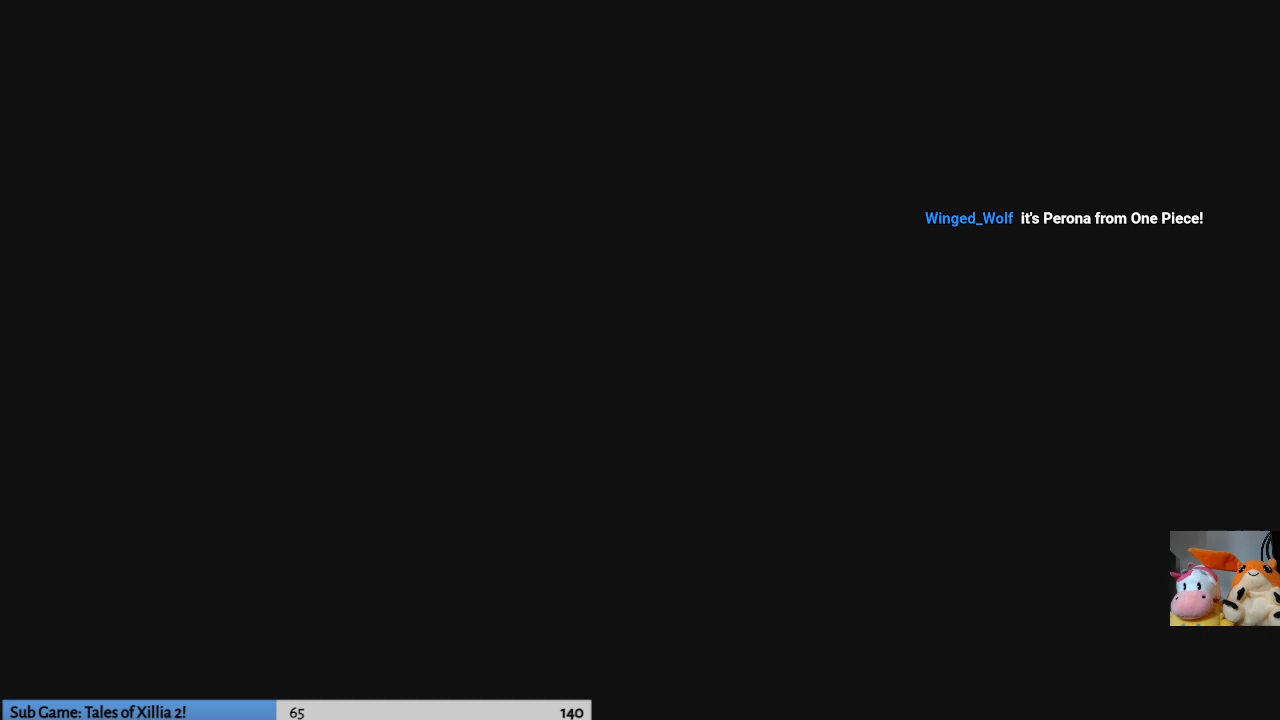 Winged_Wolf it's Perona from One Piece!
Sub Game: Tales of Xillia 2! 65 140